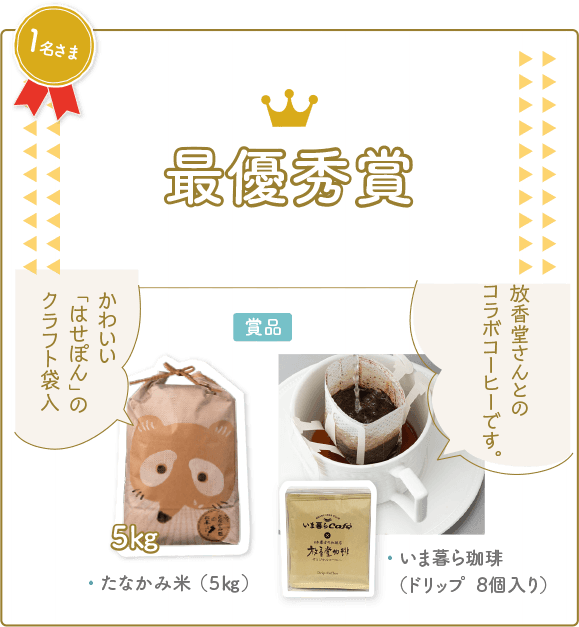 1名さま
最優秀賞
賞品
かわいい
「はせぽん」の
クラフト袋入
放香堂さんとの
コラボコーヒーです。
5kg
・たなかみ米（5kg）
いま暮らCafé
×
放香堂珈琲
・いま暮ら珈琲
（ドリップ 8個入り）